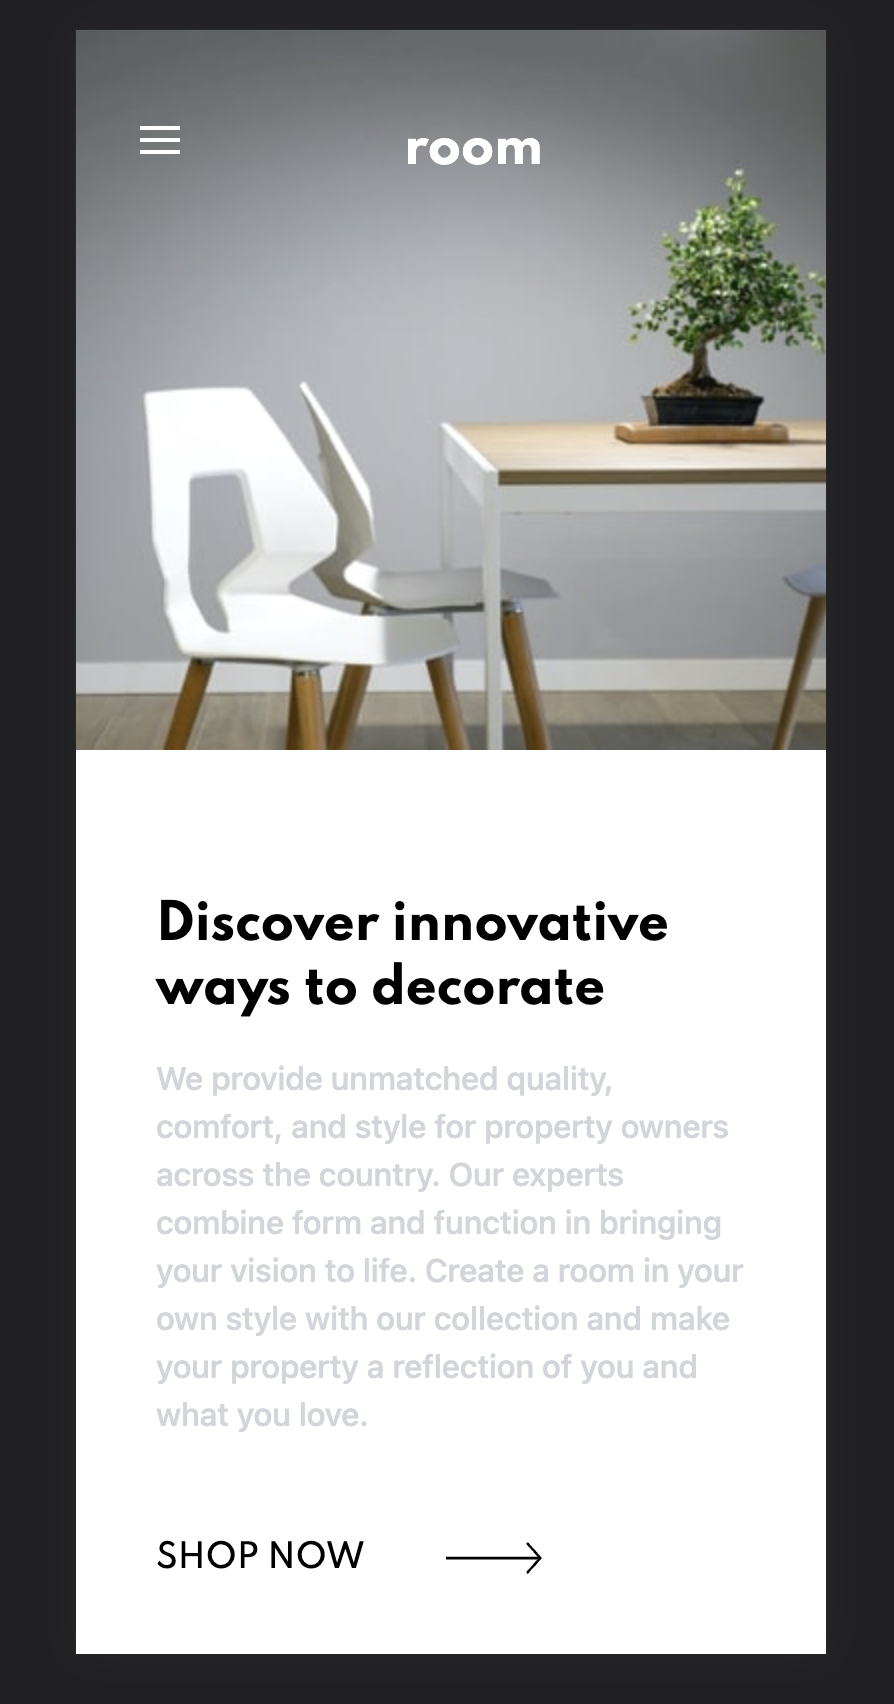 room
Discover innovative
ways to decorate
We provide unmatched quality,
comfort, and style for property owners
across the country. Our experts
combine form and function in bringing
your vision to life. Create a room in your
own style with our collection and make
your property a reflection of you and
what you love.
SHOP NOW